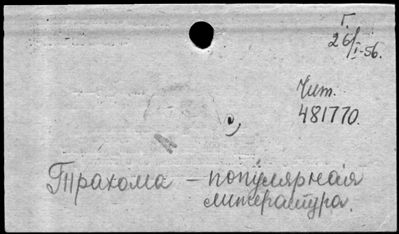 Г.
26/I-56.
Чит.
481770.
Трахома — популярная
литература.